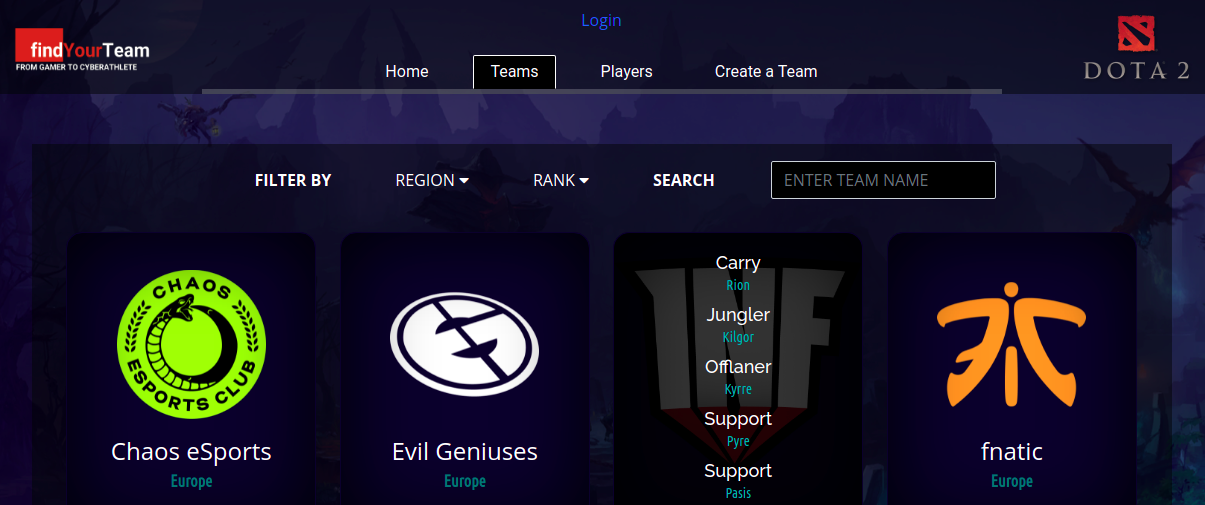 Login
findYourTeam
FROM GAMER TO CYBERATHLETE
Home Teams Players Create a Team
DOTA 2
FILTER BY REGION RANK SEARCH ENTER TEAM NAME
CHAOS
ESPORTS CLUB
Chaos eSports
Europe
EG
Evil Geniuses
Europe
INF
Carry
Rion
Jungler
Kilgor
Offlaner
Kyrre
Support
Pyre
Support
Pasis
fnatic
Europe